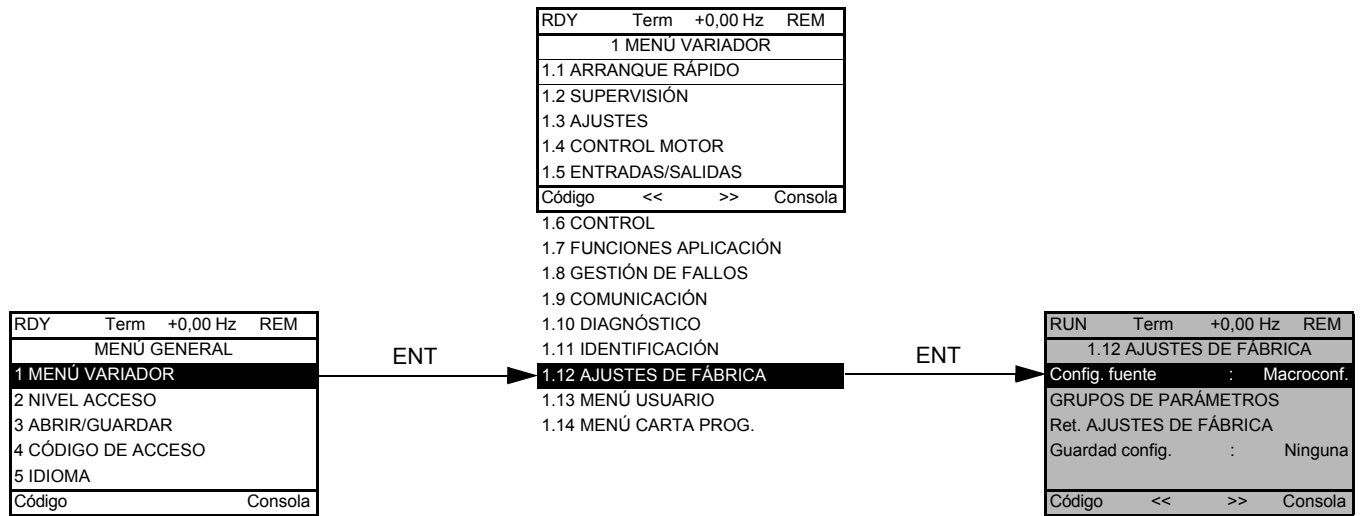 RDY Term +0,00 Hz REM
1 MENÚ VARIADOR
1.1 ARRANQUE RÁPIDO
1.2 SUPERVISIÓN
1.3 AJUSTES
1.4 CONTROL MOTOR
1.5 ENTRADAS/SALIDAS
Código << >> Consola
1.6 CONTROL
1.7 FUNCIONES APLICACIÓN
1.8 GESTIÓN DE FALLOS
1.9 COMUNICACIÓN
1.10 DIAGNÓSTICO
1.11 IDENTIFICACIÓN
1.12 AJUSTES DE FÁBRICA
1.13 MENÚ USUARIO
1.14 MENÚ CARTA PROG.
RDY Term +0,00 Hz REM
MENÚ GENERAL
1 MENÚ VARIADOR
2 NIVEL ACCESO
3 ABRIR/GUARDAR
4 CÓDIGO DE ACCESO
5 IDIOMA
Código Consola
ENT
ENT
RUN Term +0,00 Hz REM
1.12 AJUSTES DE FÁBRICA
Config. fuente : Macroconf.
GRUPOS DE PARÁMETROS
Ret. AJUSTES DE FÁBRICA
Guardad config. : Ninguna
Código << >> Consola